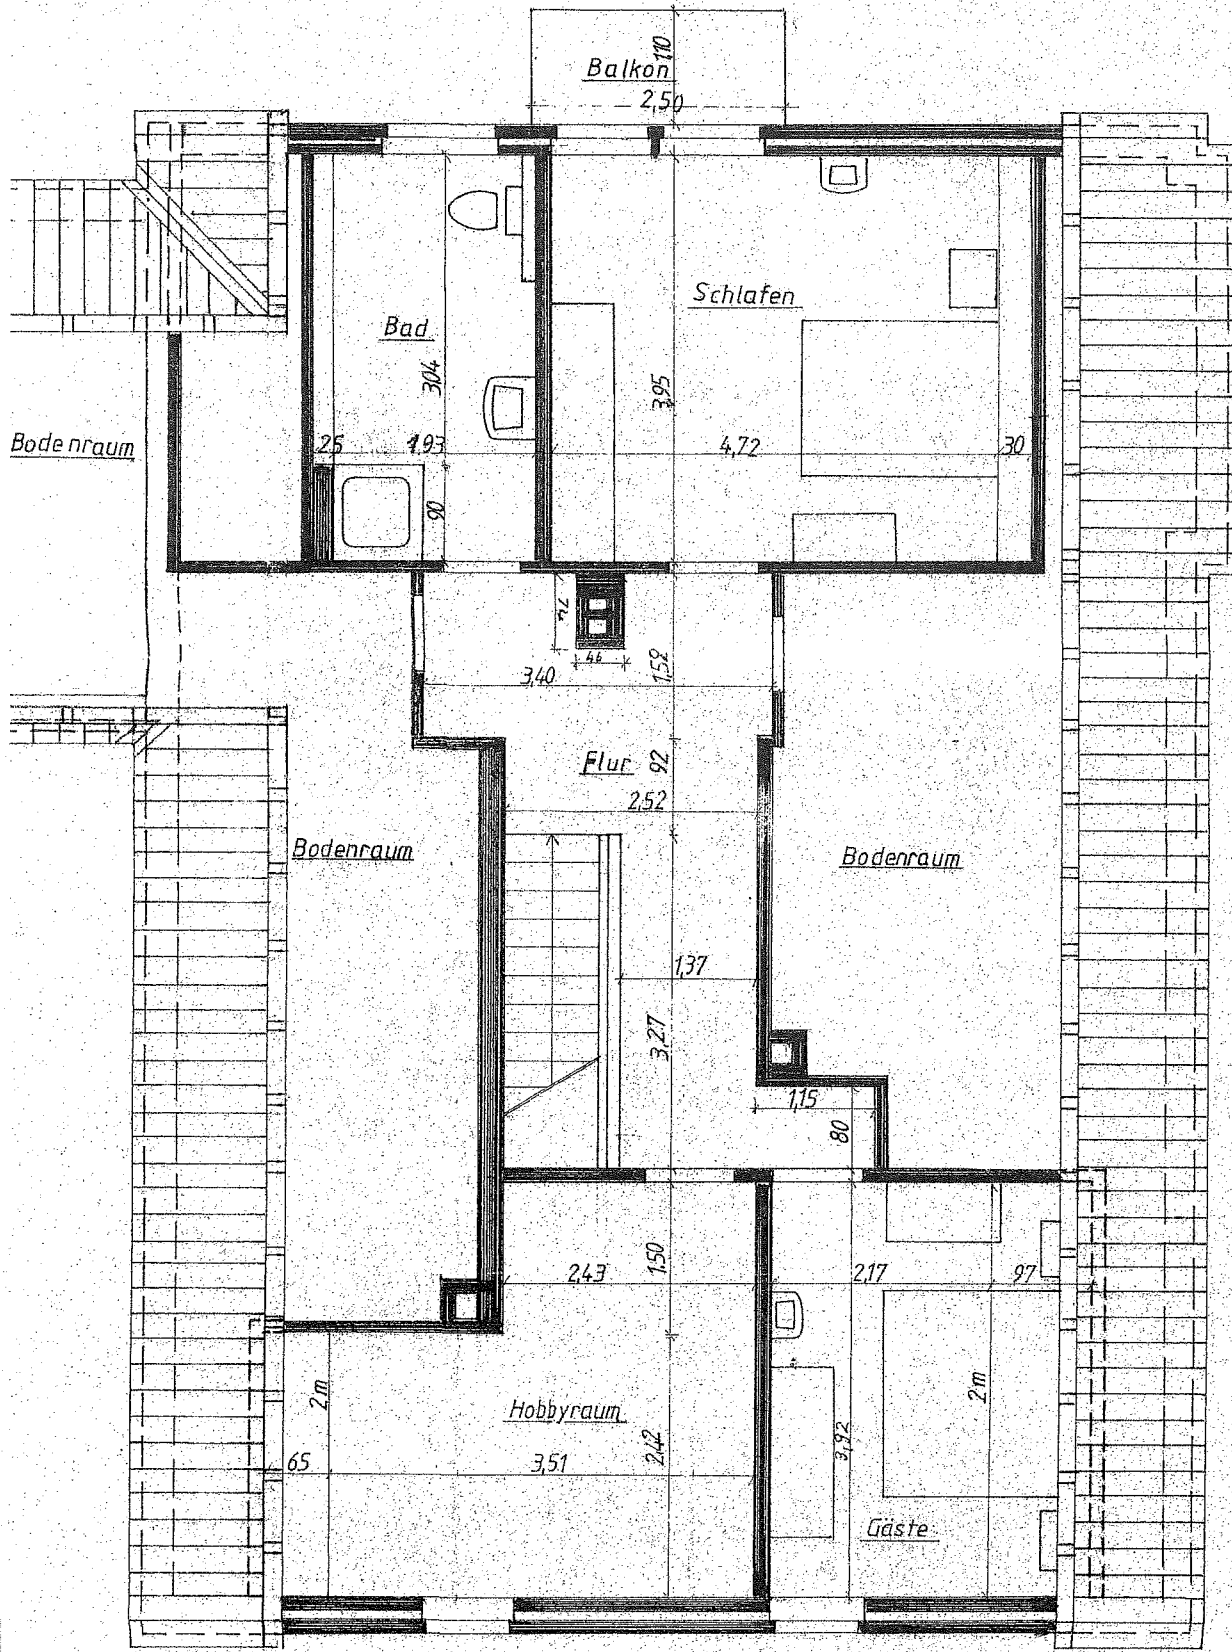 110
Balkon
2,50
Schlafen
Bad
3,04
3,95
Bodenraum
25
1,93
4,72
30
90
74
46
3,40
1,52
Flur
92
2,52
Bodenraum
Bodenraum
1,37
3,27
1,15
80
2,43
1,50
2,17
97
2m
2m
Hobbyraum
65
3,51
2,42
3,92
Gäste